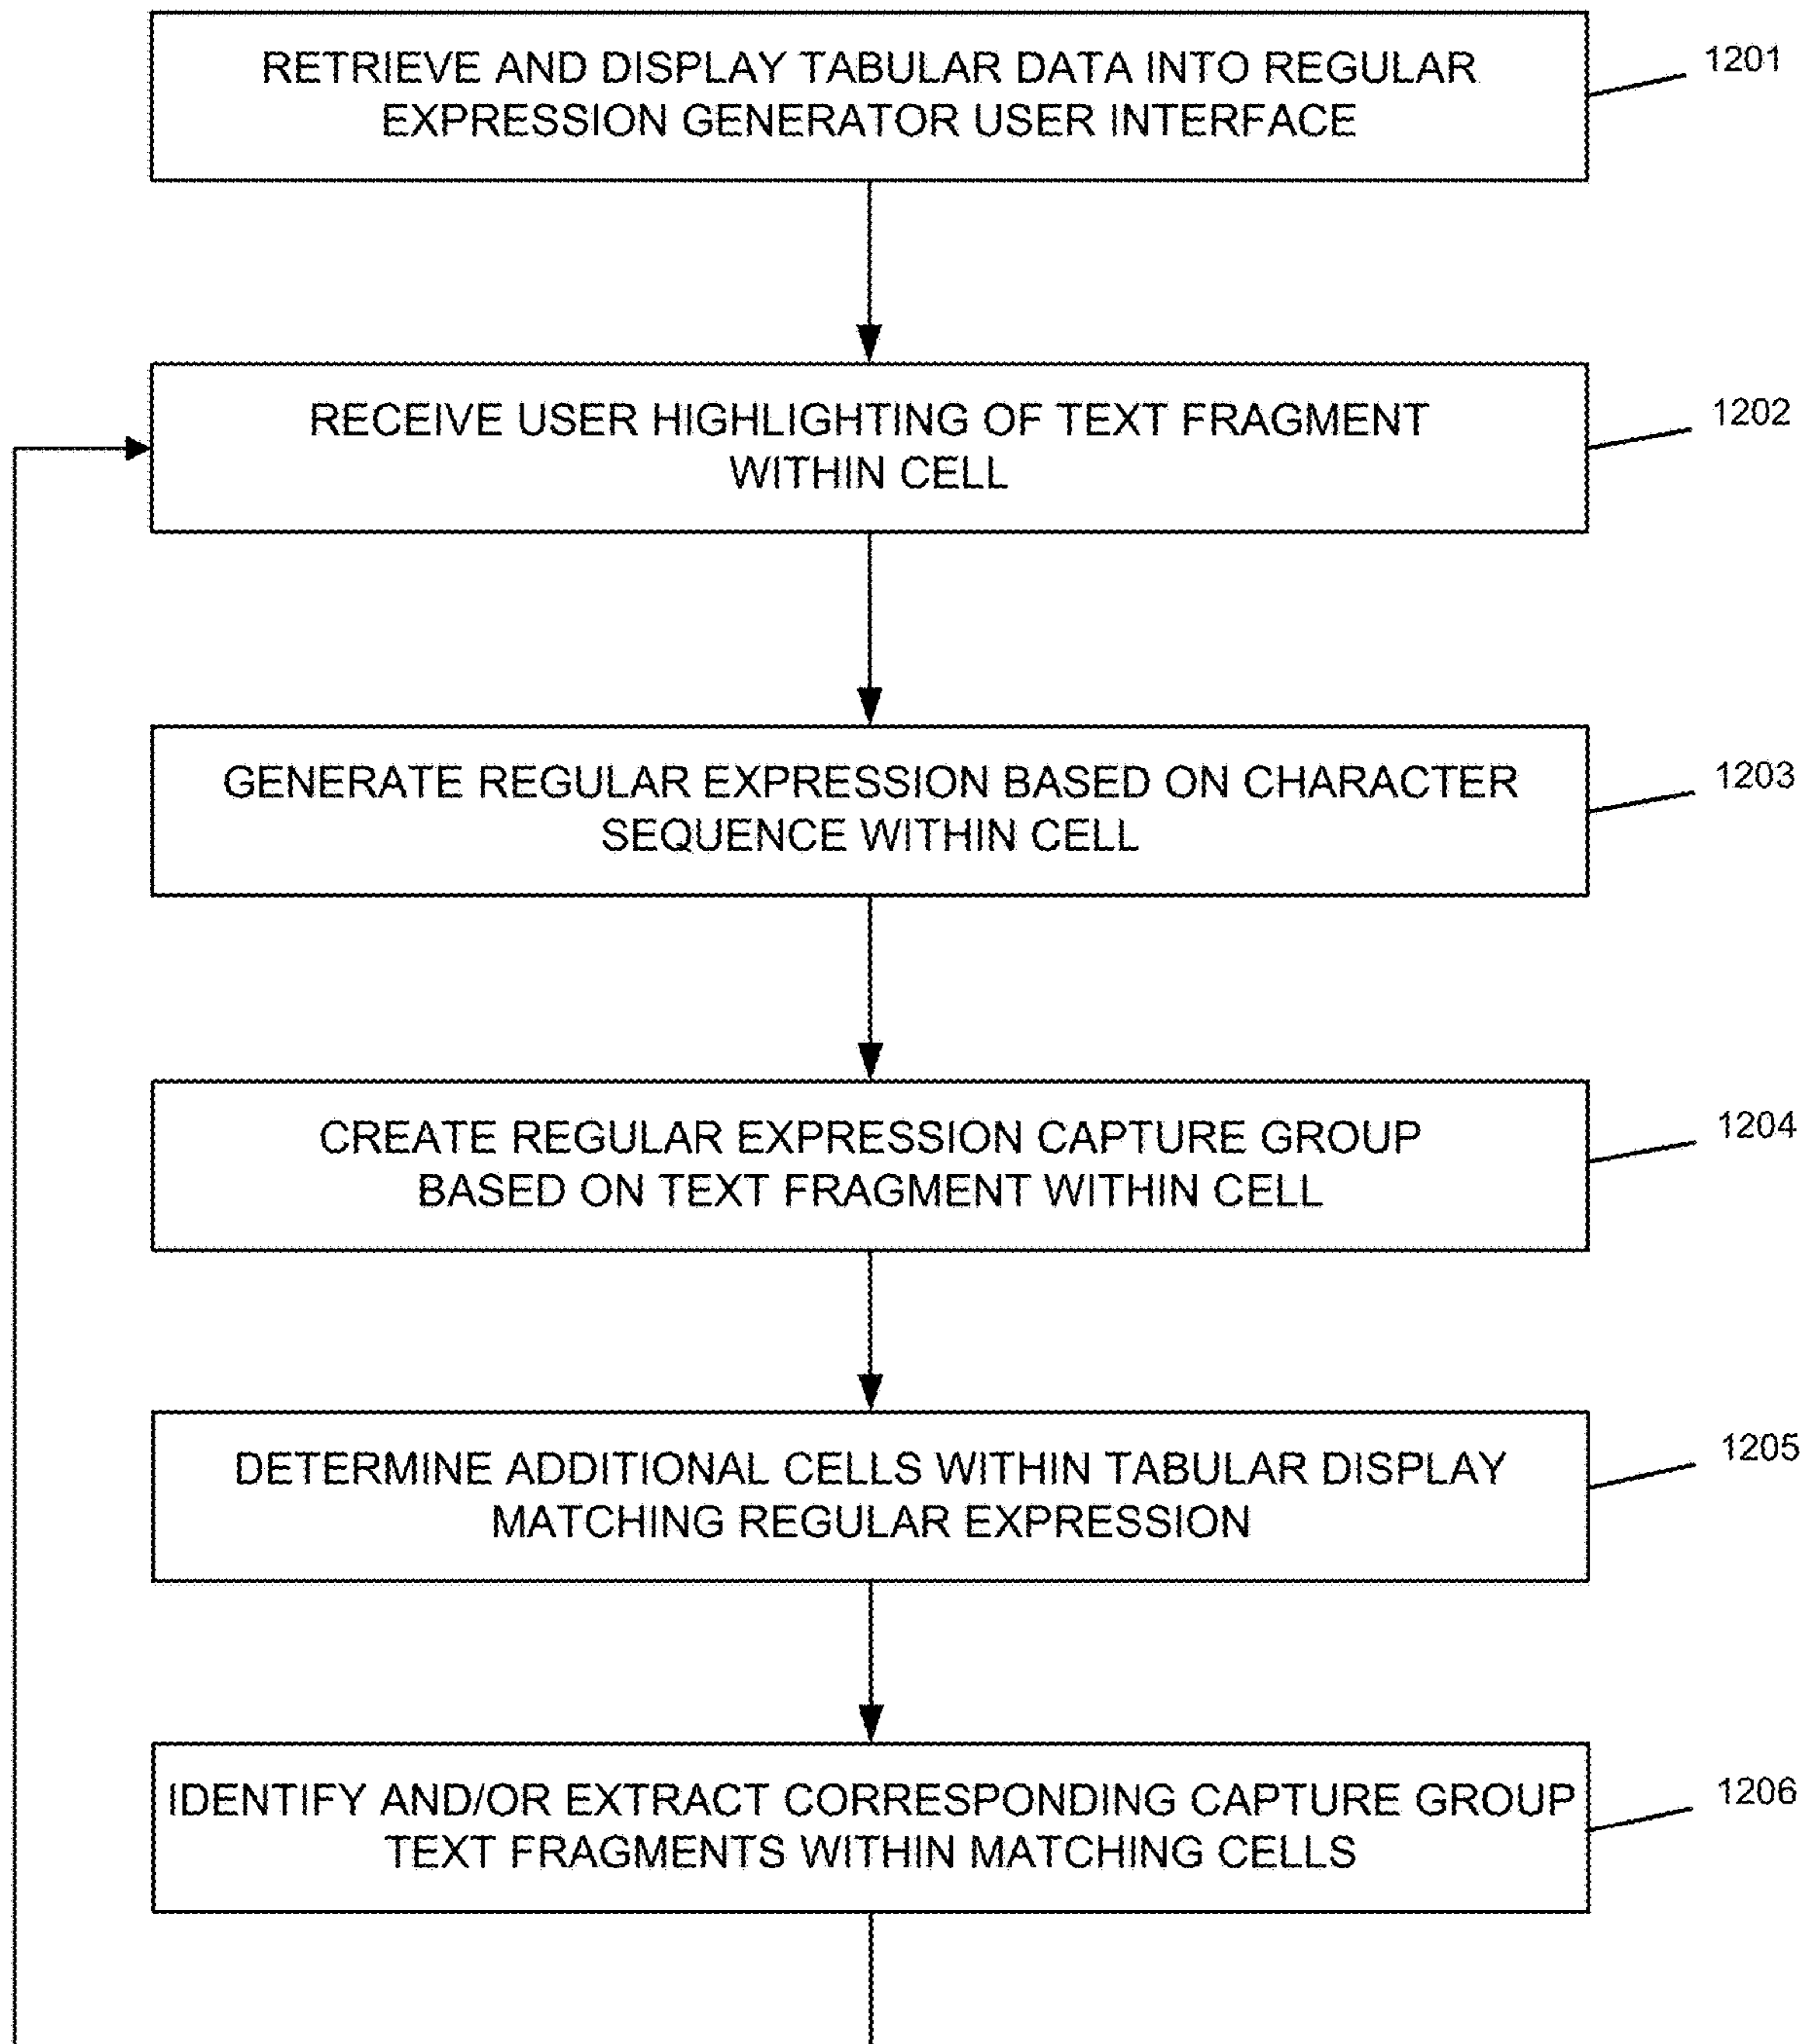 RETRIEVE AND DISPLAY TABULAR DATA INTO REGULAR
EXPRESSION GENERATOR USER INTERFACE
1201
RECEIVE USER HIGHLIGHTING OF TEXT FRAGMENT
WITHIN CELL
1202
GENERATE REGULAR EXPRESSION BASED ON CHARACTER
SEQUENCE WITHIN CELL
1203
CREATE REGULAR EXPRESSION CAPTURE GROUP
BASED ON TEXT FRAGMENT WITHIN CELL
1204
DETERMINE ADDITIONAL CELLS WITHIN TABULAR DISPLAY
MATCHING REGULAR EXPRESSION
1205
IDENTIFY AND/OR EXTRACT CORRESPONDING CAPTURE GROUP
TEXT FRAGMENTS WITHIN MATCHING CELLS
1206